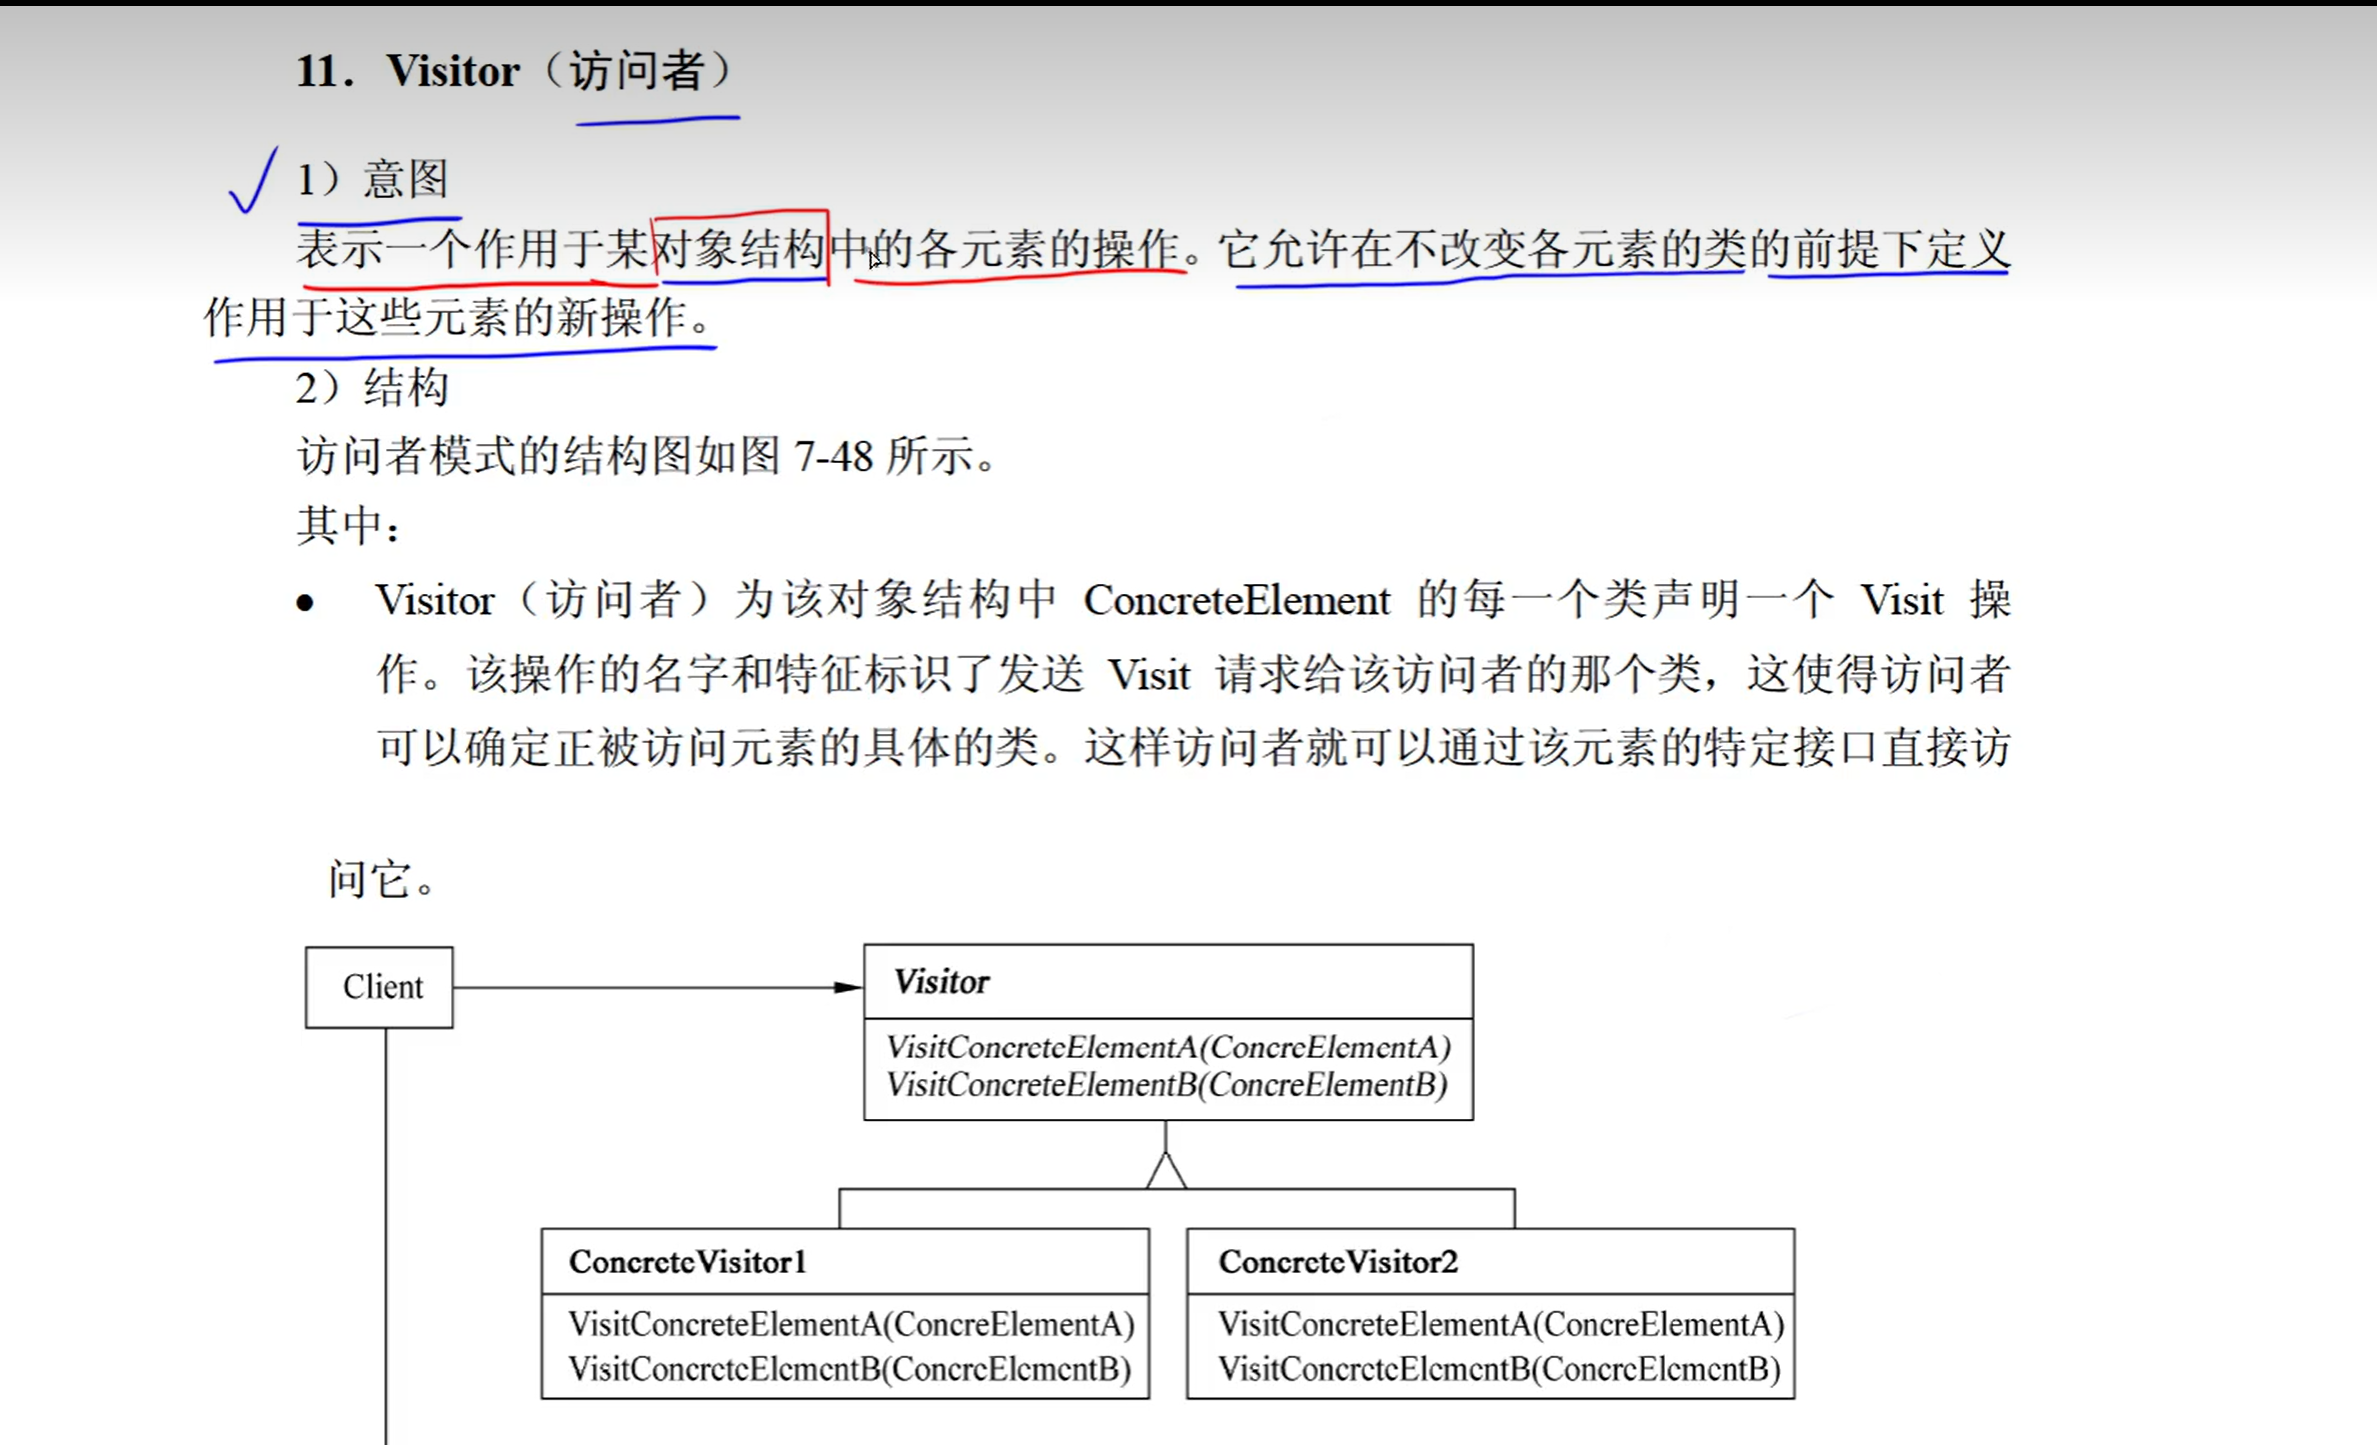 11. Visitor（访问者）
1）意图
表示一个作用于某对象结构中的各元素的操作。它允许在不改变各元素的类的前提下定义
作用于这些元素的新操作。
2）结构
访问者模式的结构图如图 7-48 所示。
其中：
● Visitor（访问者）为该对象结构中 ConcreteElement 的每一个类声明一个 Visit 操
作。该操作的名字和特征标识了发送 Visit 请求给该访问者的那个类，这使得访问者
可以确定正被访问元素的具体的类。这样访问者就可以通过该元素的特定接口直接访
问它。
Client
Visitor
VisitConcreteElementA(ConcreElementA)
VisitConcreteElementB(ConcreElementB)
ConcreteVisitor1
VisitConcreteElementA(ConcreElementA)
VisitConcreteElementB(ConcreElementB)
ConcreteVisitor2
VisitConcreteElementA(ConcreElementA)
VisitConcreteElementB(ConcreElementB)